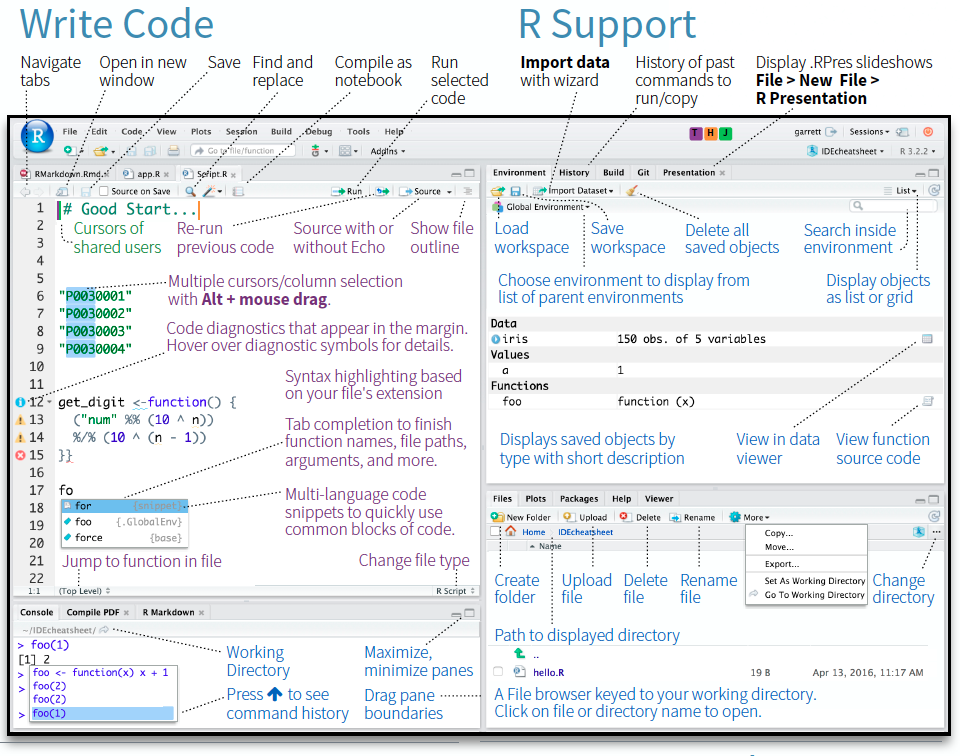 Write Code
R Support
Navigate tabs
Open in new window
Save
Find and replace
Compile as notebook
Run selected code
Import data with wizard
History of past commands to run/copy
Display .RPres slideshows
File > New File >
R Presentation
R
File Edit Code View Plots Session Build Debug Tools Help
Go to file/function
Addins
T H J
garrett
Sessions
IDEcheatsheet
R 3.2.2
RMarkdown.Rmd
app.R
Script.R
Source on Save
Run
Source
1 # Good Start...
2
3
4
5
6 "P0030001"
7 "P0030002"
8 "P0030003"
9 "P0030004"
10
11
12 get_digit <-function() {
13 ("num" %% (10 ^ n))
14 %/% (10 ^ (n - 1))
15 }}
16
17 fo
18 for {snippet}
19 foo {.GlobalEnv}
20 force {base}
21
22
Cursors of shared users
Re-run previous code
Source with or without Echo
Show file outline
Multiple cursors/column selection
with Alt + mouse drag.
Code diagnostics that appear in the margin.
Hover over diagnostic symbols for details.
Syntax highlighting based
on your file's extension
Tab completion to finish
function names, file paths,
arguments, and more.
Multi-language code
snippets to quickly use
common blocks of code.
Jump to function in file
Change file type
1:1 (Top Level)
R Script
Console Compile PDF R Markdown
~/IDEcheatsheet/
> foo(1)
[1] 2
> foo <- function(x) x + 1
> foo(2)
foo(2)
> foo(1)
Working Directory
Press ↑ to see
command history
Maximize, minimize panes
Drag pane boundaries
Environment History Build Git Presentation
Import Dataset
List
Global Environment
Load workspace
Save workspace
Delete all saved objects
Search inside environment
Choose environment to display from
list of parent environments
Display objects as list or grid
Data
iris 150 obs. of 5 variables
Values
a 1
Functions
foo function (x)
Displays saved objects by
type with short description
View in data viewer
View function source code
Files Plots Packages Help Viewer
New Folder Upload Delete Rename More
Home IDEcheatsheet
Name
Copy...
Move...
Export...
Set As Working Directory
Go To Working Directory
Create folder
Upload file
Delete file
Rename file
Change directory
Path to displayed directory
..
hello.R 19 B Apr 13, 2016, 11:17 AM
A File browser keyed to your working directory.
Click on file or directory name to open.